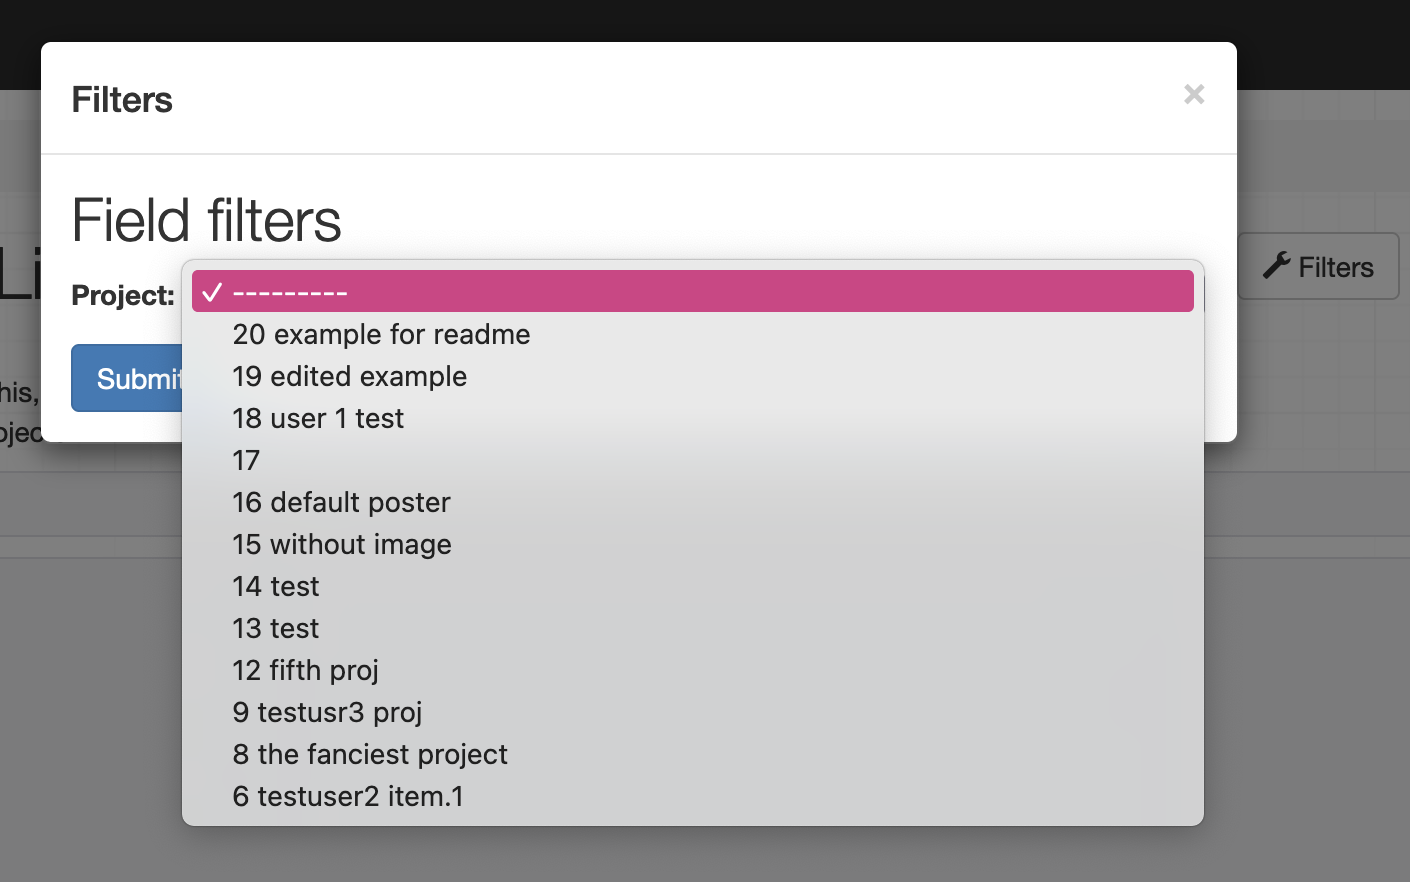 Filters
×
Field filters
Li
Filters
Project:
✓ ---------
20 example for readme
Submit
19 edited example
his,
18 user 1 test
ojec
17
16 default poster
15 without image
14 test
13 test
12 fifth proj
9 testusr3 proj
8 the fanciest project
6 testuser2 item.1